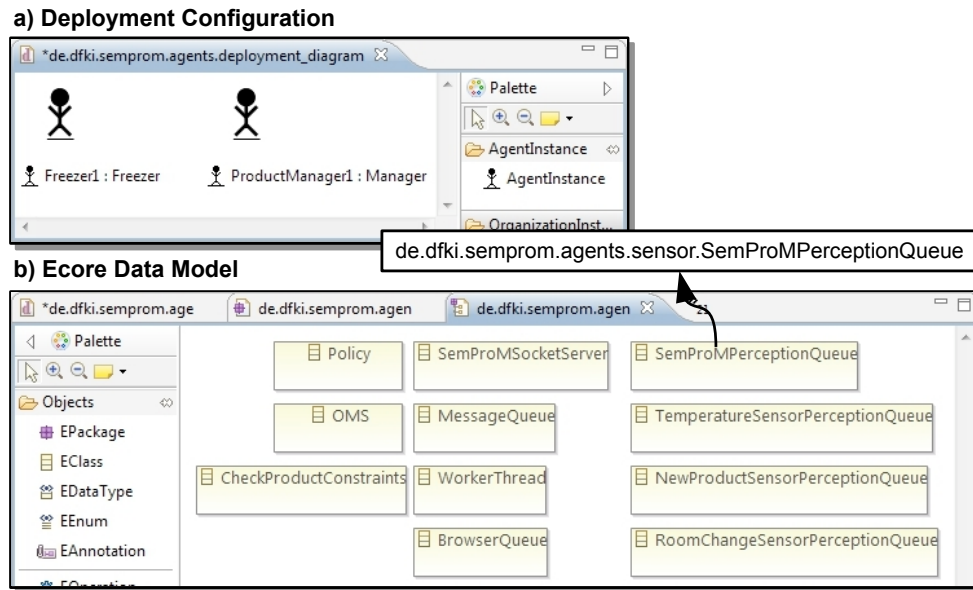 a) Deployment Configuration
*de.dfki.semprom.agents.deployment_diagram
Palette
AgentInstance
AgentInstance
Freezer1 : Freezer
ProductManager1 : Manager
OrganizationInst...
de.dfki.semprom.agents.sensor.SemProMPerceptionQueue
b) Ecore Data Model
*de.dfki.semprom.age
de.dfki.semprom.agen
de.dfki.semprom.agen
Palette
Objects
EPackage
EClass
EDataType
EEnum
EAnnotation
EOperation
Policy
SemProMSocketServer
SemProMPerceptionQueue
OMS
MessageQueue
TemperatureSensorPerceptionQueue
CheckProductConstraints
WorkerThread
NewProductSensorPerceptionQueue
BrowserQueue
RoomChangeSensorPerceptionQueue